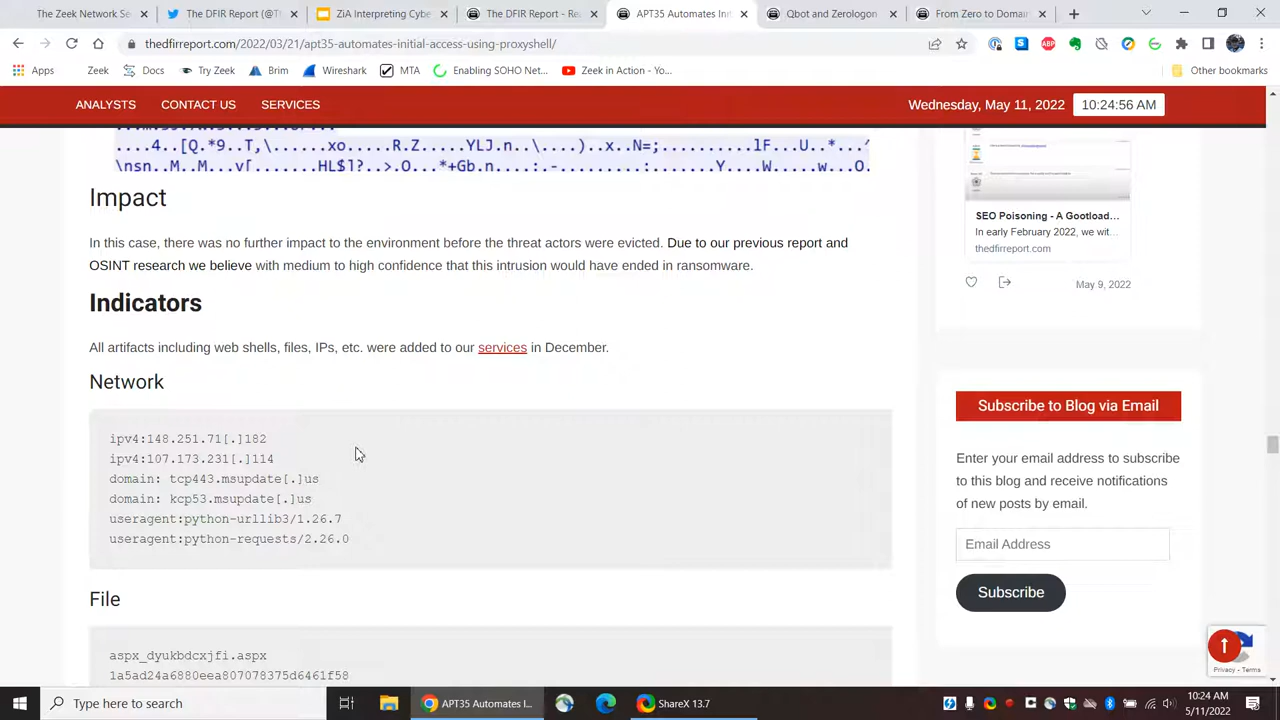 The Zeek Network Se
The DFIR Report (@T
ZiA Interpreting Cybe
The DFIR Report - Re
APT35 Automates Ini
Qbot and Zerologon
From Zero to Domain
thedfirreport.com/2022/03/21/apt35-automates-initial-access-using-proxyshell/
Apps
Zeek
Docs
Try Zeek
Brim
Wireshark
MTA
Enabling SOHO Net...
Zeek in Action - Yo...
Other bookmarks
ANALYSTS
CONTACT US
SERVICES
Wednesday, May 11, 2022
10:24:56 AM
....4..[Q.*9..T,\......xo.....R.Z.....YLJ.n..\....)..x..N=;..........lF...U..*...^
Impact
In this case, there was no further impact to the environment before the threat actors were evicted. Due to our previous report and
OSINT research we believe with medium to high confidence that this intrusion would have ended in ransomware.
Indicators
All artifacts including web shells, files, IPs, etc. were added to our services in December.
Network
ipv4:148.251.71[.]182
ipv4:107.173.231[.]114
domain: tcp443.msupdate[.]us
domain: kcp53.msupdate[.]us
useragent:python-urllib3/1.26.7
useragent:python-requests/2.26.0
File
aspx_dyukbdcxjfi.aspx
1a5ad24a6880eea807078375d6461f58
SEO Poisoning - A Gootload...
In early February 2022, we wit...
thedfirreport.com
May 9, 2022
Subscribe to Blog via Email
Enter your email address to subscribe
to this blog and receive notifications
of new posts by email.
Email Address
Subscribe
Privacy - Terms
Type here to search
APT35 Automates I...
ShareX 13.7
10:24 AM
5/11/2022